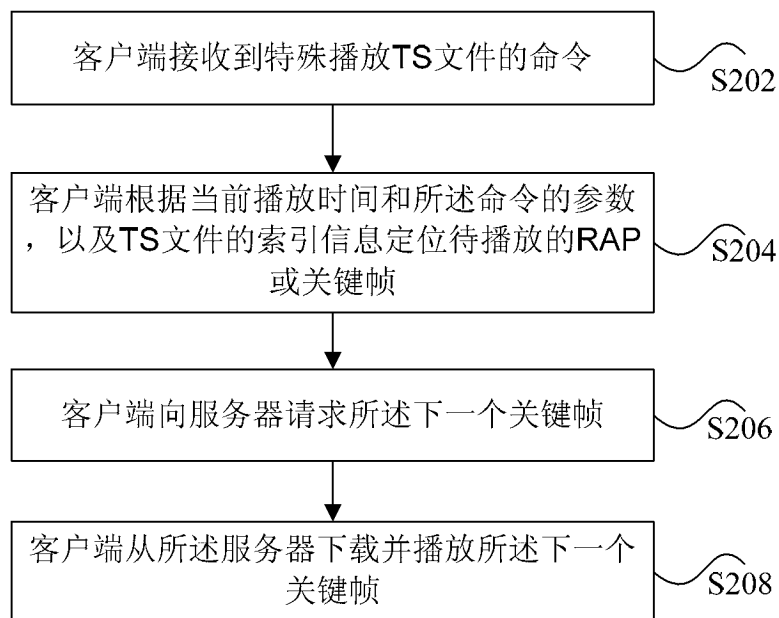 客户端接收到特殊播放TS文件的命令
S202
客户端根据当前播放时间和所述命令的参数
，以及TS文件的索引信息定位待播放的RAP
或关键帧
S204
客户端向服务器请求所述下一个关键帧
S206
客户端从所述服务器下载并播放所述下一个
关键帧
S208